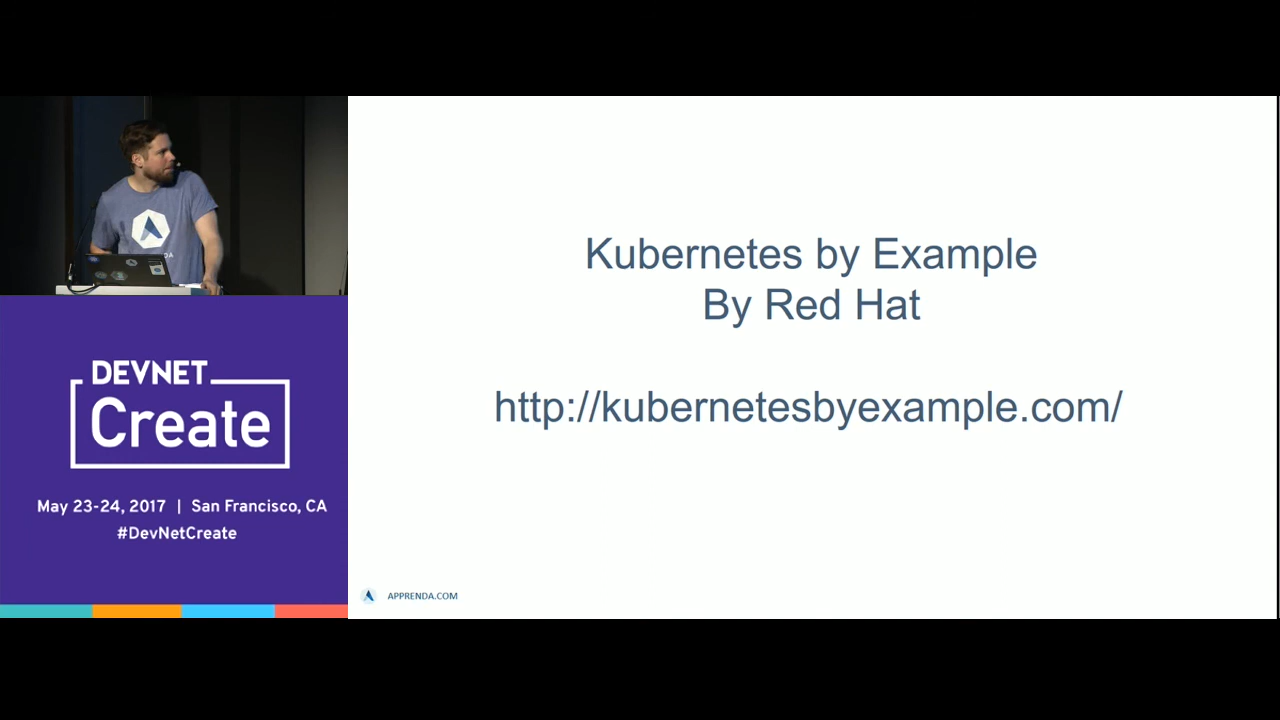 Kubernetes by Example
By Red Hat
http://kubernetesbyexample.com/
DEVNET
Create
May 23-24, 2017 | San Francisco, CA
#DevNetCreate
APPRENDA.COM